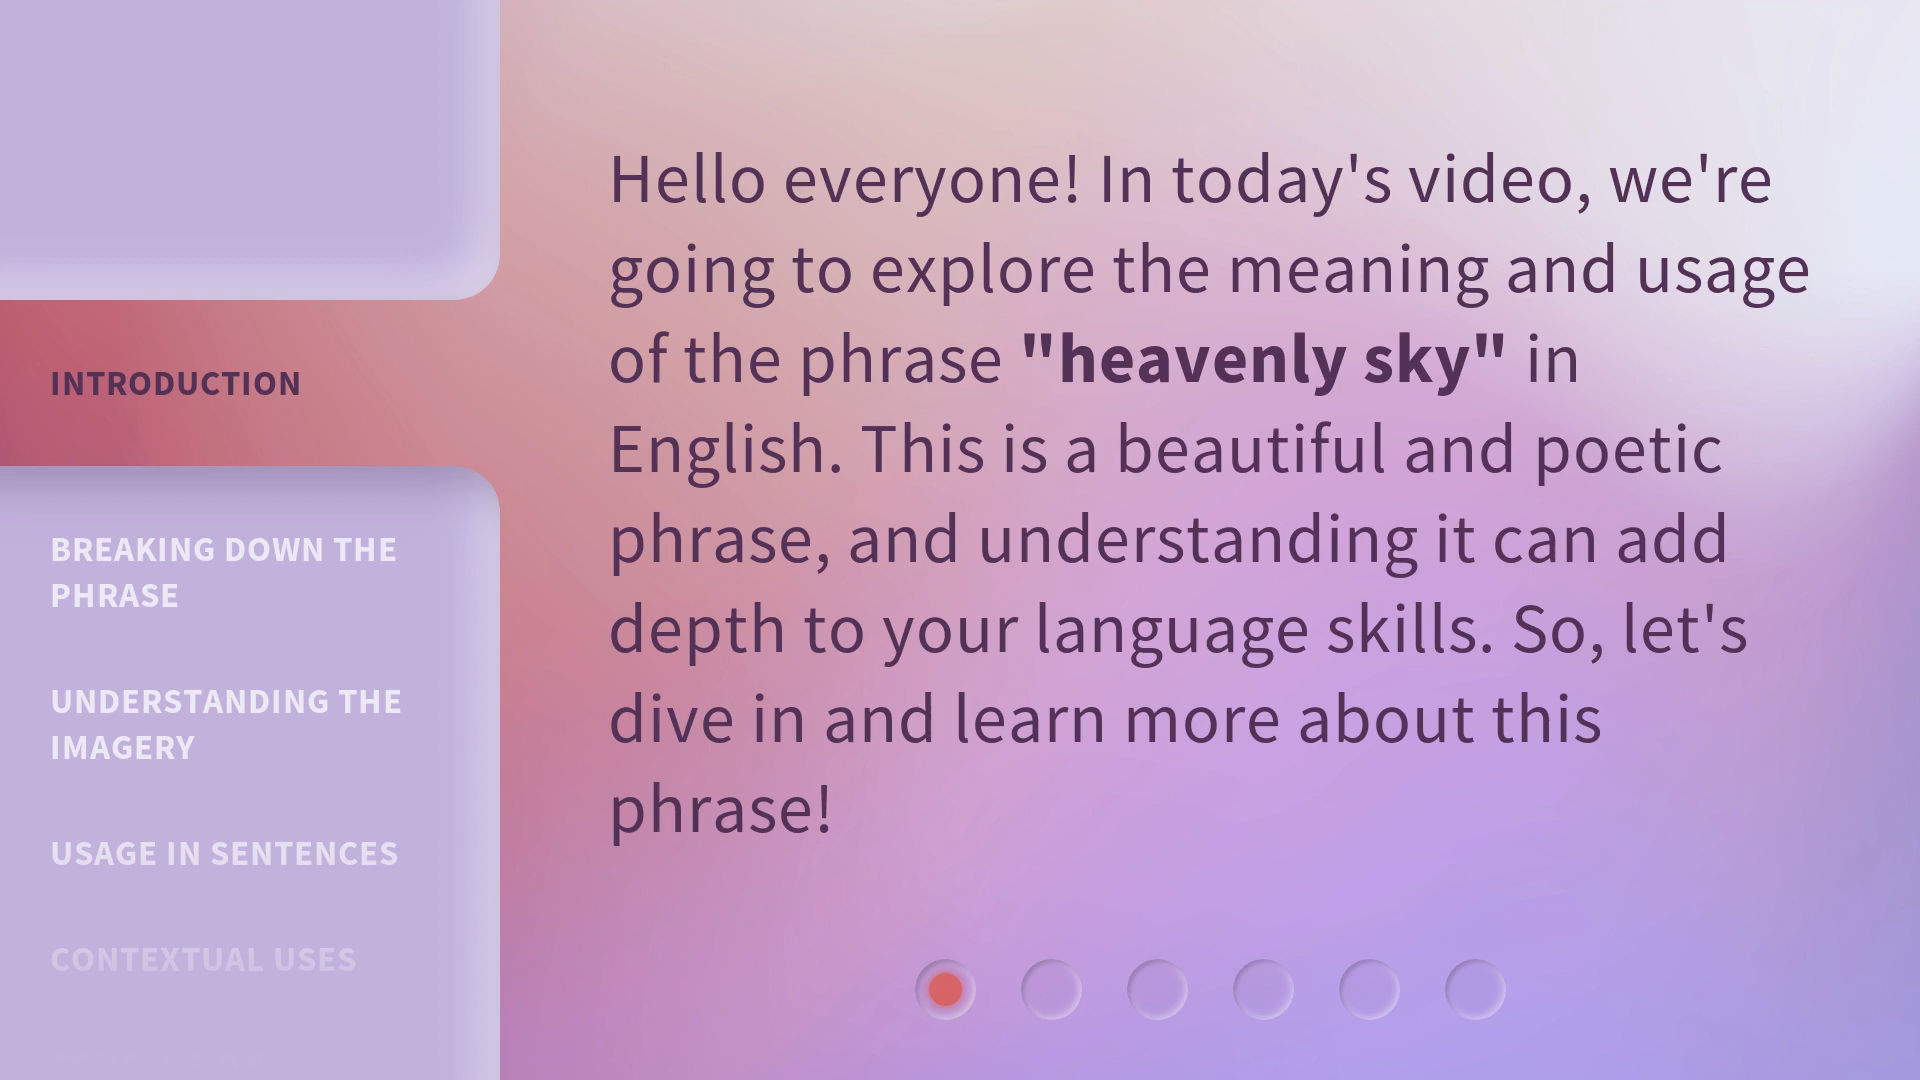 INTRODUCTION
BREAKING DOWN THE
PHRASE
UNDERSTANDING THE
IMAGERY
USAGE IN SENTENCES
CONTEXTUAL USES
Hello everyone! In today's video, we're
going to explore the meaning and usage
of the phrase "heavenly sky" in
English. This is a beautiful and poetic
phrase, and understanding it can add
depth to your language skills. So, let's
dive in and learn more about this
phrase!